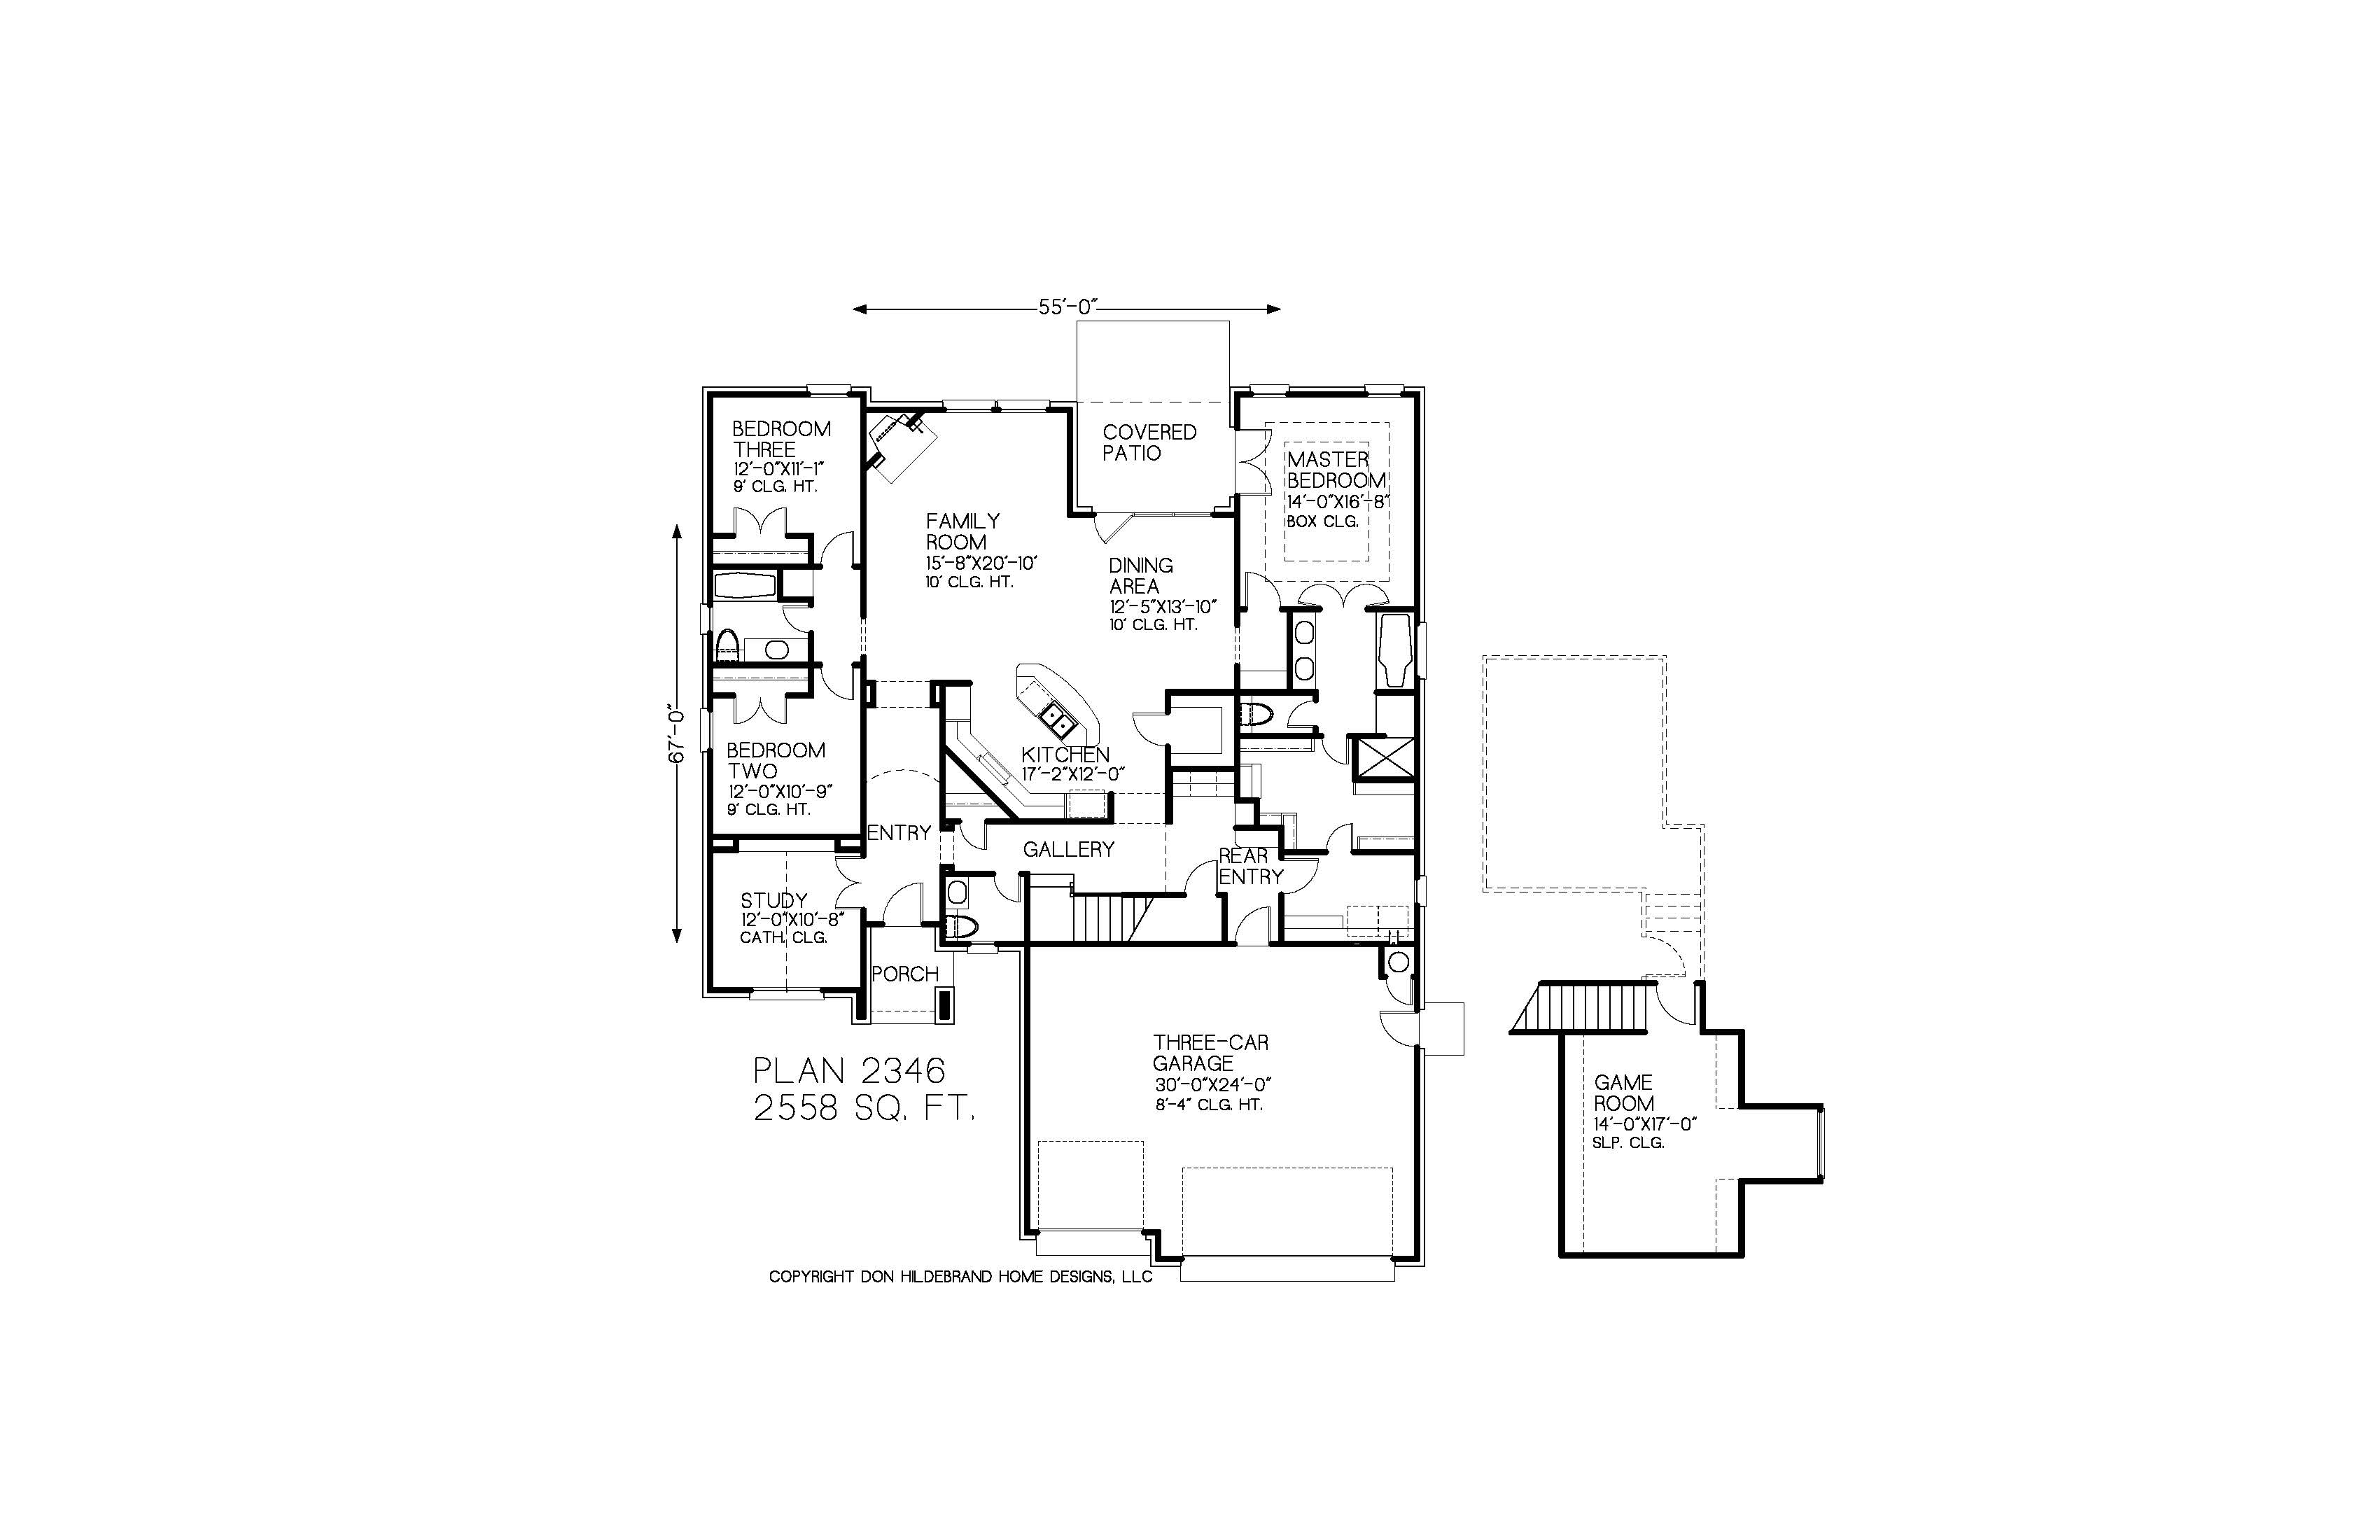 55'-0"
67'-0"
BEDROOM
THREE
12'-0"X11'-1"
9' CLG. HT.
COVERED
PATIO
MASTER
BEDROOM
14'-0"X16'-8"
BOX CLG.
FAMILY
ROOM
15'-8"X20'-10'
10' CLG. HT.
DINING
AREA
12'-5"X13'-10"
10' CLG. HT.
BEDROOM
TWO
12'-0"X10'-9"
9' CLG. HT.
KITCHEN
17'-2"X12'-0"
ENTRY
GALLERY
REAR
ENTRY
STUDY
12'-0"X10'-8"
CATH. CLG.
PORCH
THREE-CAR
GARAGE
30'-0"X24'-0"
8'-4" CLG. HT.
GAME
ROOM
14'-0"X17'-0"
SLP. CLG.
PLAN 2346
2558 SQ. FT.
COPYRIGHT DON HILDEBRAND HOME DESIGNS, LLC